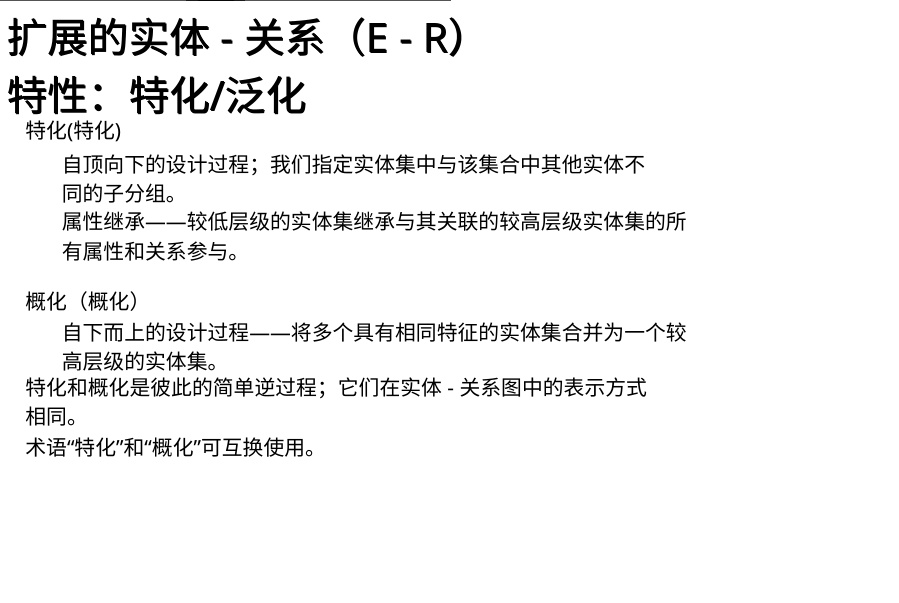 扩展的实体 - 关系（E - R）
特性：特化/泛化
特化(特化)
自顶向下的设计过程；我们指定实体集中与该集合中其他实体不
同的子分组。
属性继承——较低层级的实体集继承与其关联的较高层级实体集的所
有属性和关系参与。
概化（概化）
自下而上的设计过程——将多个具有相同特征的实体集合并为一个较
高层级的实体集。
特化和概化是彼此的简单逆过程；它们在实体 - 关系图中的表示方式
相同。
术语“特化”和“概化”可互换使用。